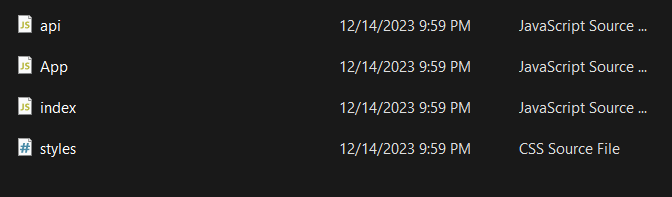 api 12/14/2023 9:59 PM JavaScript Source ...
App 12/14/2023 9:59 PM JavaScript Source ...
index 12/14/2023 9:59 PM JavaScript Source ...
styles 12/14/2023 9:59 PM CSS Source File